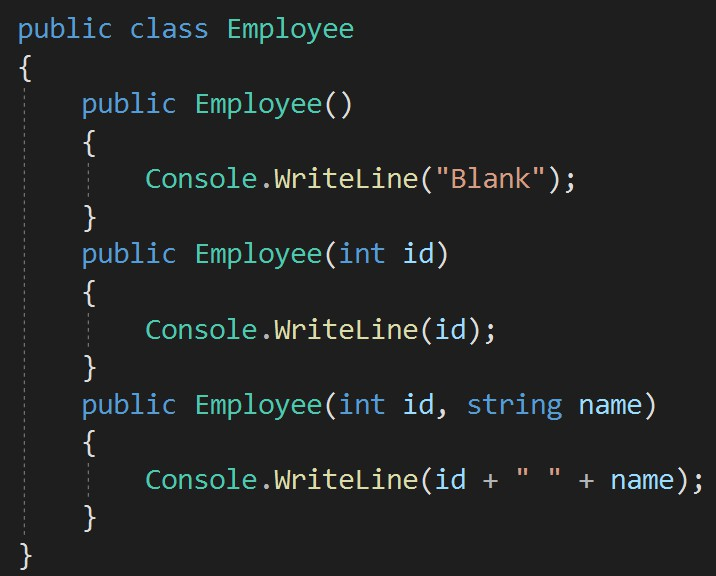 public class Employee
{
    public Employee()
    {
        Console.WriteLine("Blank");
    }
    public Employee(int id)
    {
        Console.WriteLine(id);
    }
    public Employee(int id, string name)
    {
        Console.WriteLine(id + " " + name);
    }
}